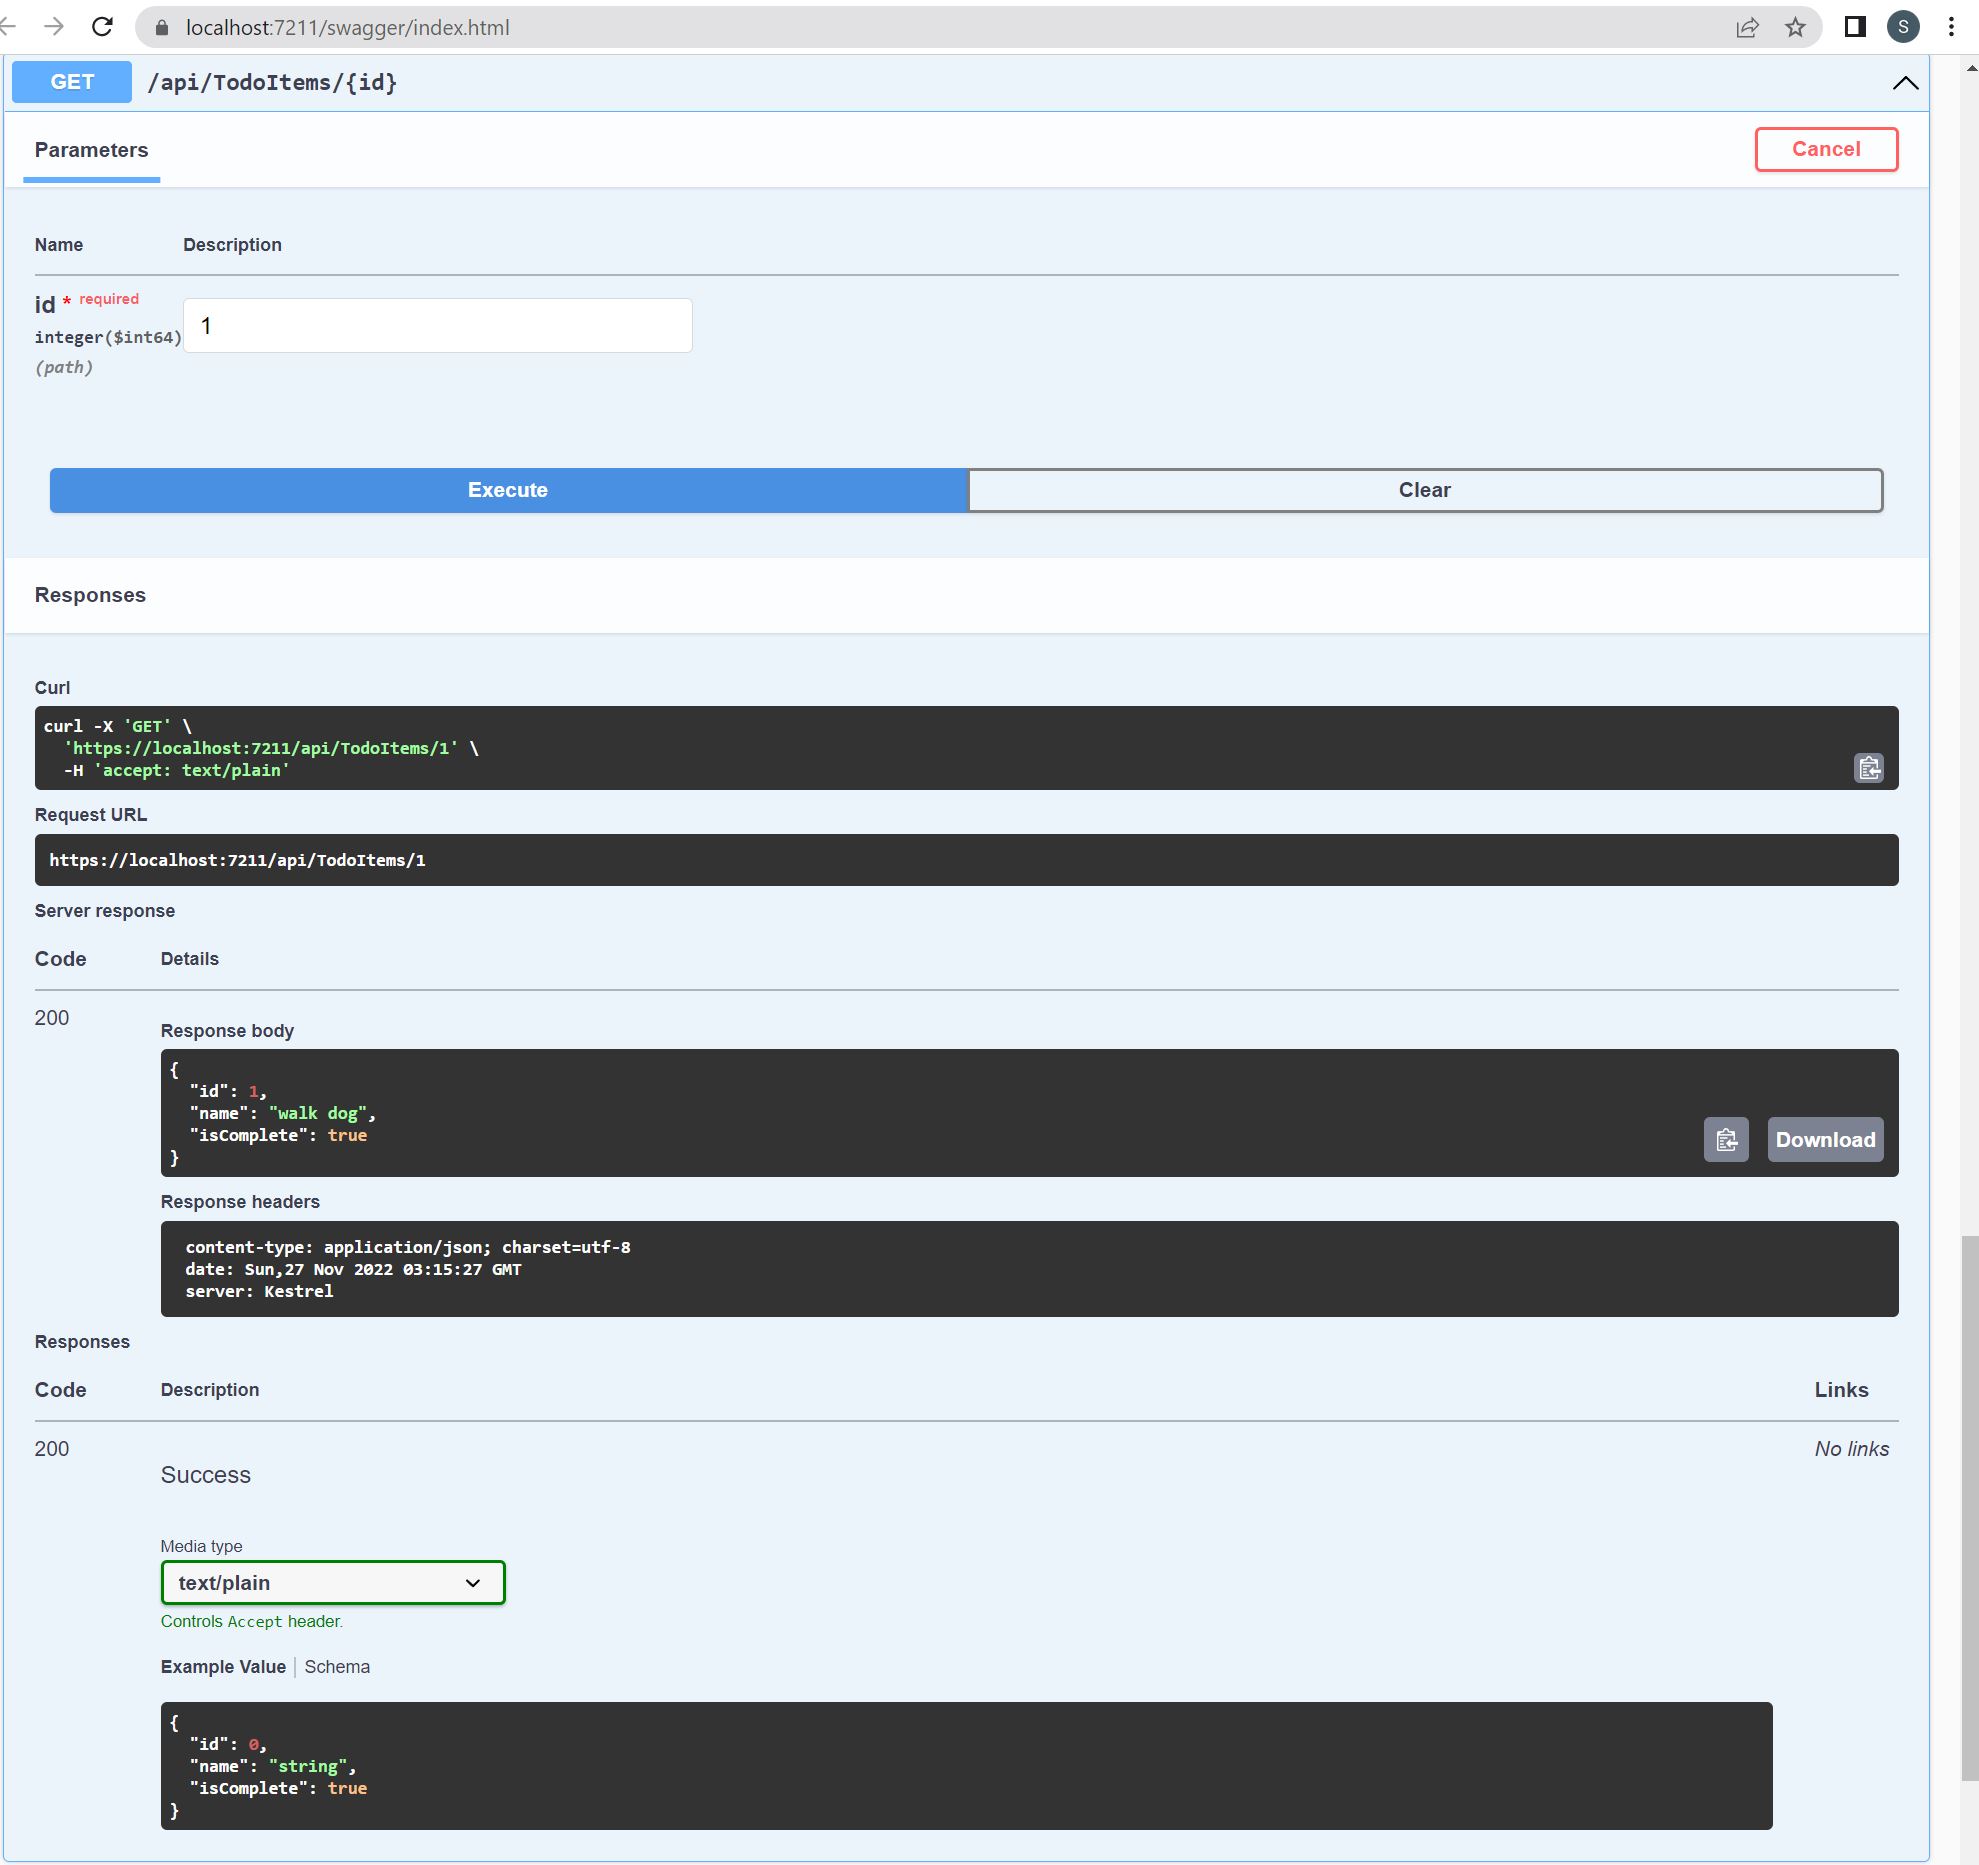 localhost:7211/swagger/index.html
S
GET /api/TodoItems/{id}
Parameters
Cancel
Name Description
id * required
integer($int64)
(path)
1
Execute Clear
Responses
Curl
curl -X 'GET' \
'https://localhost:7211/api/TodoItems/1' \
-H 'accept: text/plain'
Request URL
https://localhost:7211/api/TodoItems/1
Server response
Code Details
200
Response body
{
"id": 1,
"name": "walk dog",
"isComplete": true
}
Download
Response headers
content-type: application/json; charset=utf-8
date: Sun,27 Nov 2022 03:15:27 GMT
server: Kestrel
Responses
Code Description Links
200 No links
Success
Media type
text/plain
Controls Accept header.
Example Value Schema
{
"id": 0,
"name": "string",
"isComplete": true
}